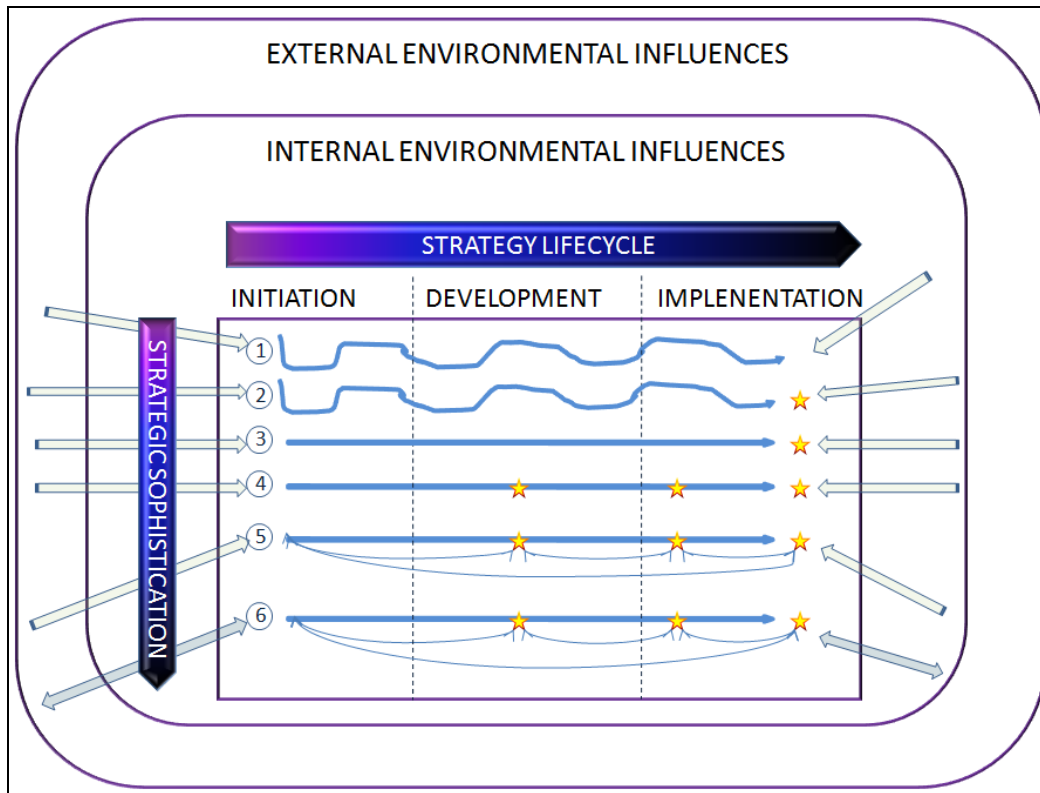 EXTERNAL ENVIRONMENTAL INFLUENCES
INTERNAL ENVIRONMENTAL INFLUENCES
STRATEGY LIFECYCLE
INITIATION
DEVELOPMENT
IMPLENENTATION
STRATEGIC SOPHISTICATION
1
2
3
4
5
6